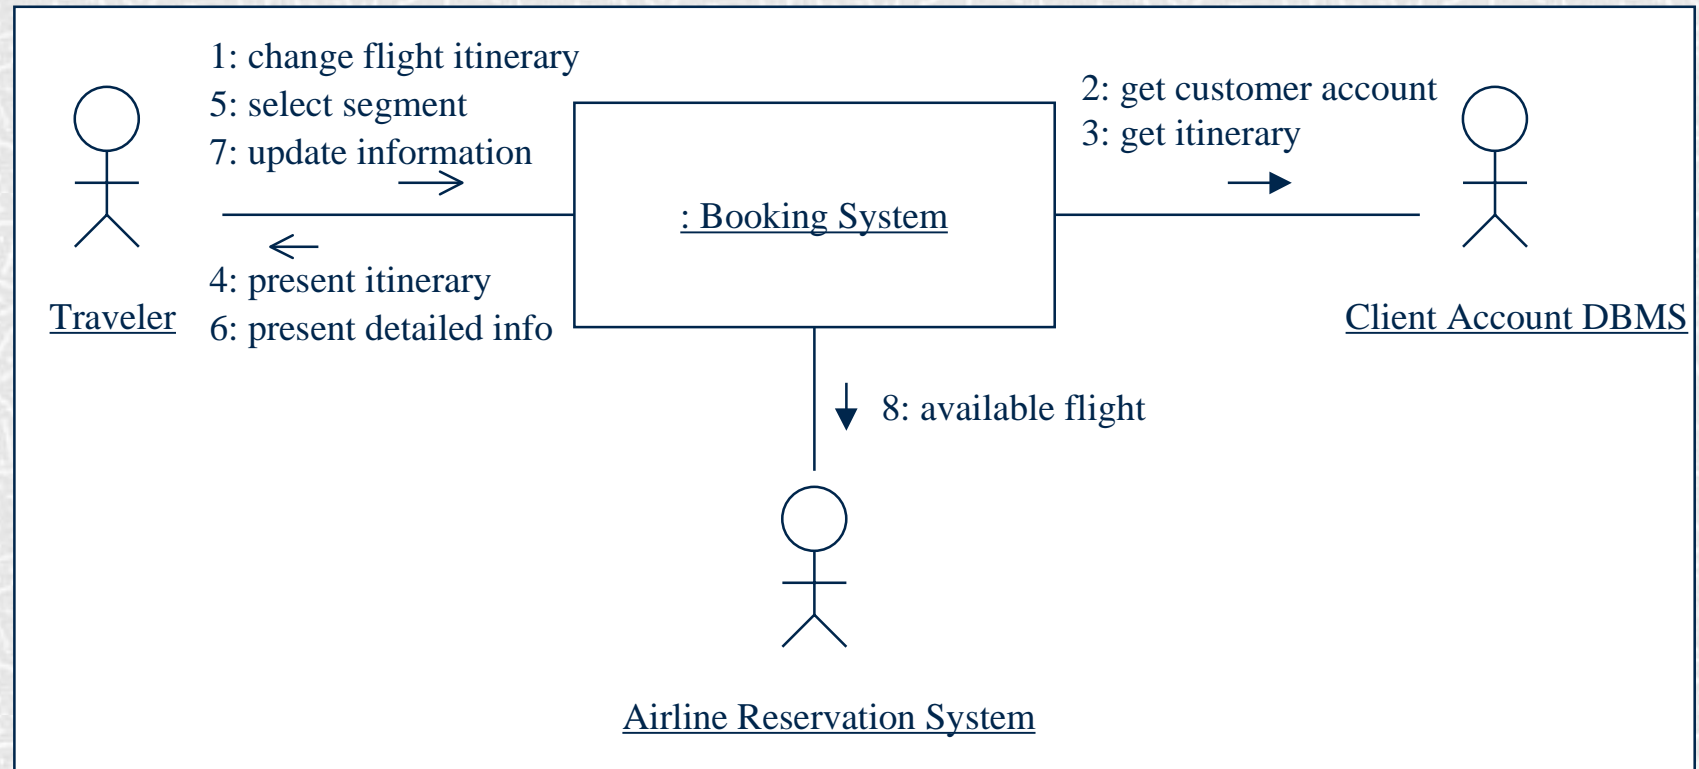 1: change flight itinerary
5: select segment
7: update information
2: get customer account
3: get itinerary
: Booking System
4: present itinerary
6: present detailed info
Traveler
Client Account DBMS
8: available flight
Airline Reservation System